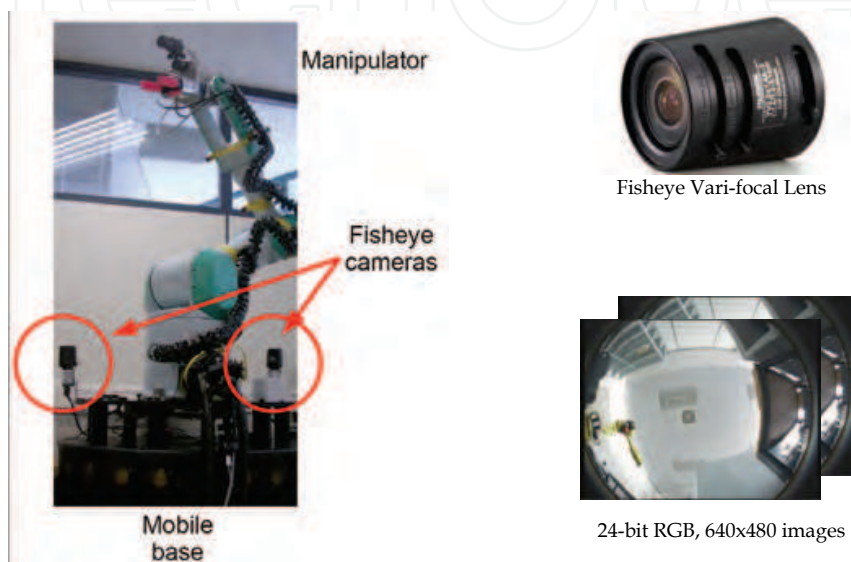 Manipulator
Fisheye
cameras
Mobile
base
Fisheye Vari-focal Lens
24-bit RGB, 640x480 images